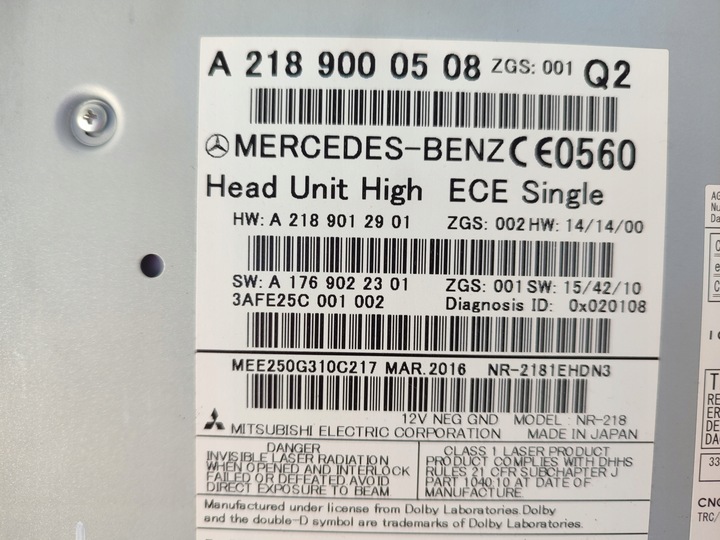 A 218 900 05 08 ZGS: 001 Q2
MERCEDES-BENZ CE0560
Head Unit High ECE Single
HW: A 218 901 29 01 ZGS: 002 HW: 14/14/00
SW: A 176 902 23 01 ZGS: 001 SW: 15/42/10
3AFE25C 001 002 Diagnosis ID: 0x020108
MEE250G310C217 MAR.2016 NR-2181EHDN3
12V NEG GND MODEL: NR-218
MITSUBISHI ELECTRIC CORPORATION MADE IN JAPAN
DANGER
INVISIBLE LASER RADIATION
WHEN OPENED AND INTERLOCK
FAILED OR DEFEATED AVOID
DIRECT EXPOSURE TO BEAM
CLASS 1 LASER PRODUCT
PRODUCT COMPLIES WITH DHHS
RULES 21 CFR SUBCHAPTER J
PART 1040.10 AT DATE OF
MANUFACTURE
Manufactured under license from Dolby Laboratories.Dolby
and the double-D symbol are trademarks of Dolby Laboratories.